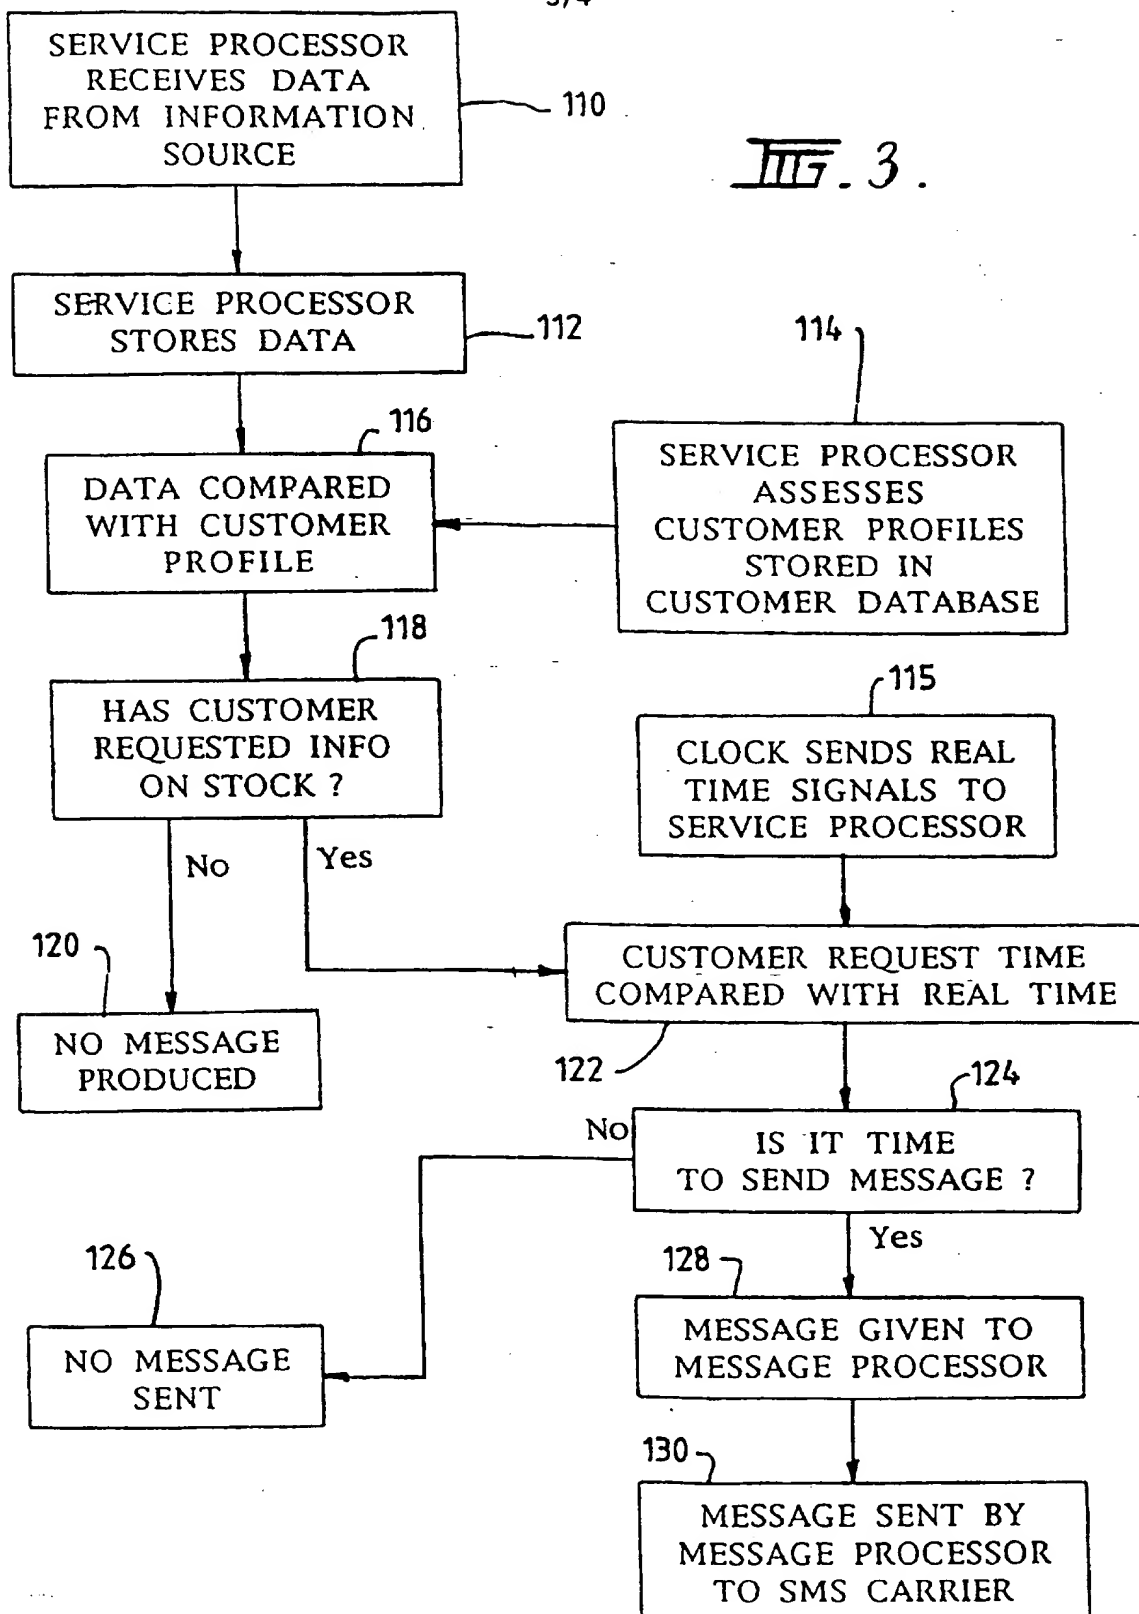 3/4
SERVICE PROCESSOR
RECEIVES DATA
FROM INFORMATION
SOURCE
110
FIG. 3.
SERVICE PROCESSOR
STORES DATA
112
114
116
DATA COMPARED
WITH CUSTOMER
PROFILE
SERVICE PROCESSOR
ASSESSES
CUSTOMER PROFILES
STORED IN
CUSTOMER DATABASE
118
HAS CUSTOMER
REQUESTED INFO
ON STOCK ?
115
CLOCK SENDS REAL
TIME SIGNALS TO
SERVICE PROCESSOR
No
Yes
120
NO MESSAGE
PRODUCED
CUSTOMER REQUEST TIME
COMPARED WITH REAL TIME
122
124
No
IS IT TIME
TO SEND MESSAGE ?
Yes
126
NO MESSAGE
SENT
128
MESSAGE GIVEN TO
MESSAGE PROCESSOR
130
MESSAGE SENT BY
MESSAGE PROCESSOR
TO SMS CARRIER